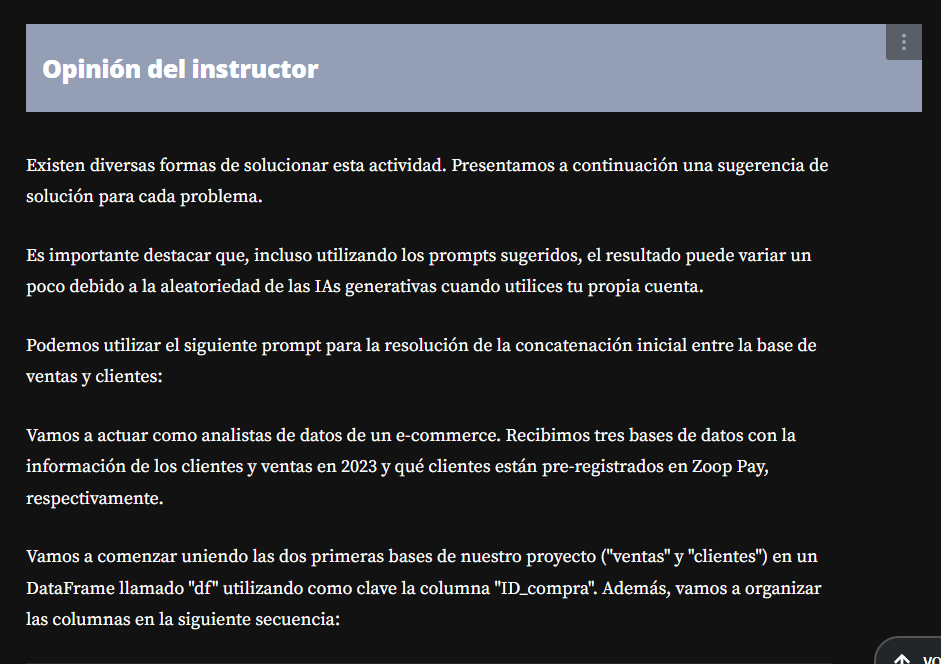 Opinión del instructor
Existen diversas formas de solucionar esta actividad. Presentamos a continuación una sugerencia de
solución para cada problema.
Es importante destacar que, incluso utilizando los prompts sugeridos, el resultado puede variar un
poco debido a la aleatoriedad de las IAs generativas cuando utilices tu propia cuenta.
Podemos utilizar el siguiente prompt para la resolución de la concatenación inicial entre la base de
ventas y clientes:
Vamos a actuar como analistas de datos de un e-commerce. Recibimos tres bases de datos con la
información de los clientes y ventas en 2023 y qué clientes están pre-registrados en Zoop Pay,
respectivamente.
Vamos a comenzar uniendo las dos primeras bases de nuestro proyecto ("ventas" y "clientes") en un
DataFrame llamado "df" utilizando como clave la columna "ID_compra". Además, vamos a organizar
las columnas en la siguiente secuencia: